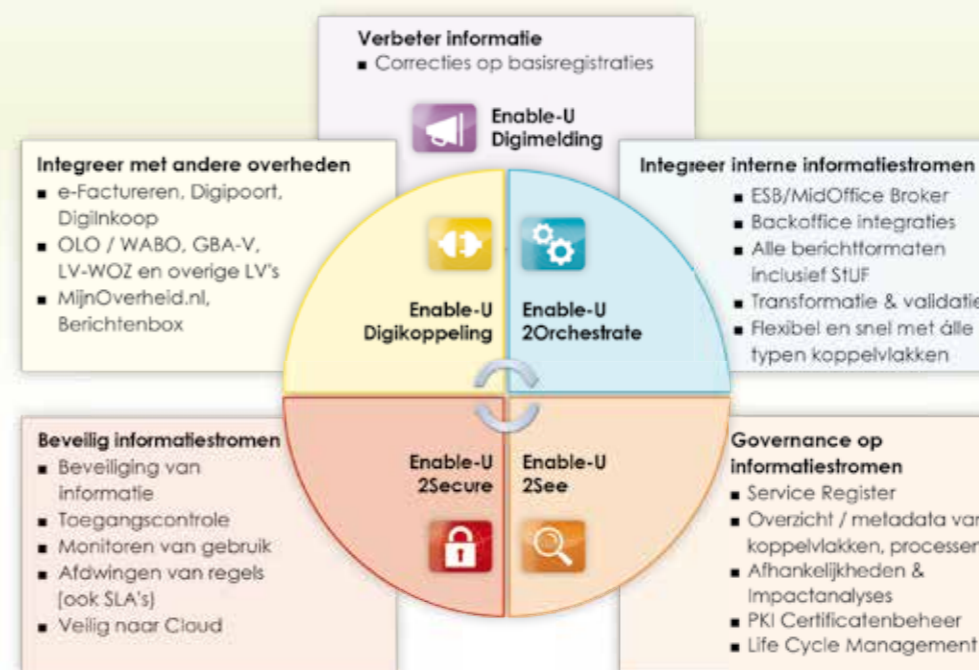 Verbeter informatie
▪ Correcties op basisregistraties
Enable-U
Digimelding
Integreer met andere overheden
▪ e-Factureren, Digipoort,
DigiInkoop
▪ OLO / WABO, GBA-V,
LV-WOZ en overige LV's
▪ MijnOverheid.nl,
Berichtenbox
Enable-U
Digikoppeling
Enable-U
2Orchestrate
Integreer interne informatiestromen
▪ ESB/MidOffice Broker
▪ Backoffice integraties
▪ Alle berichtformaten
inclusief StUF
▪ Transformatie & validatie
▪ Flexibel en snel met álle
typen koppelvlakken
Beveilig informatiestromen
▪ Beveiliging van
informatie
▪ Toegangscontrole
▪ Monitoren van gebruik
▪ Afdwingen van regels
(ook SLA's)
▪ Veilig naar Cloud
Enable-U
2Secure
Enable-U
2See
Governance op
informatiestromen
▪ Service Register
▪ Overzicht / metadata van
koppelvlakken, processen
▪ Afhankelijkheden &
Impactanalyses
▪ PKI Certificatenbeheer
▪ Life Cycle Management